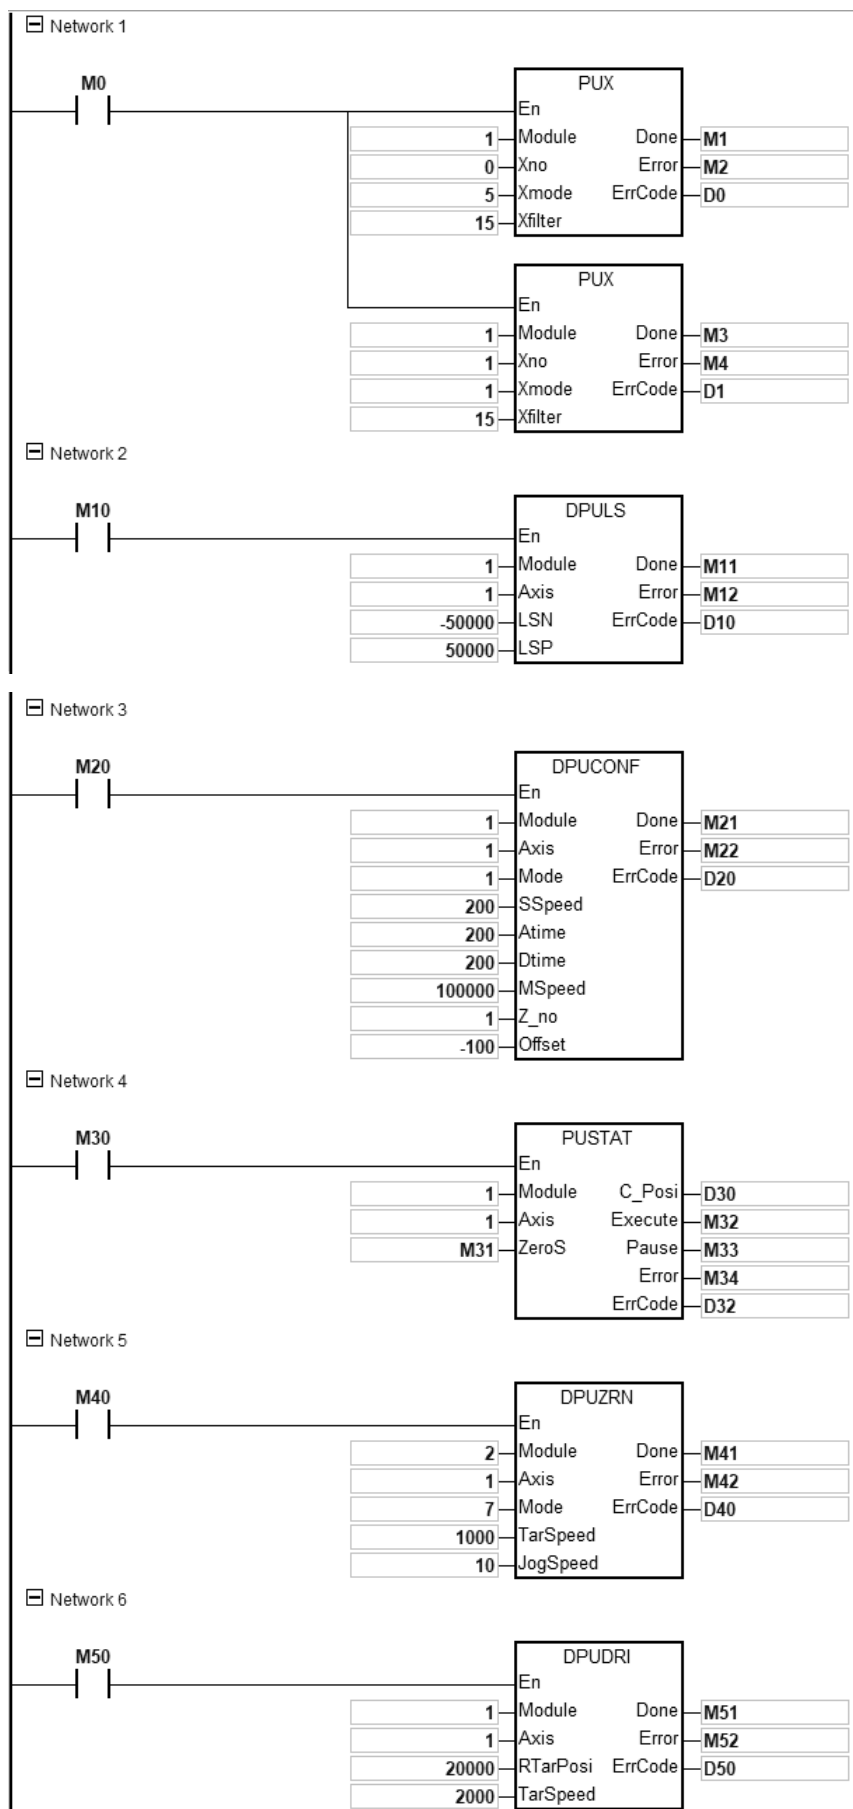 Network 1
M0
PUX
En
1 Module Done M1
0 Xno Error M2
5 Xmode ErrCode D0
15 Xfilter
PUX
En
1 Module Done M3
1 Xno Error M4
1 Xmode ErrCode D1
15 Xfilter
Network 2
M10
DPULS
En
1 Module Done M11
1 Axis Error M12
-50000 LSN ErrCode D10
50000 LSP
Network 3
M20
DPUCONF
En
1 Module Done M21
1 Axis Error M22
1 Mode ErrCode D20
200 SSpeed
200 Atime
200 Dtime
100000 MSpeed
1 Z_no
-100 Offset
Network 4
M30
PUSTAT
En
1 Module C_Posi D30
1 Axis Execute M32
M31 ZeroS Pause M33
Error M34
ErrCode D32
Network 5
M40
DPUZRN
En
2 Module Done M41
1 Axis Error M42
7 Mode ErrCode D40
1000 TarSpeed
10 JogSpeed
Network 6
M50
DPUDRI
En
1 Module Done M51
1 Axis Error M52
20000 RTarPosi ErrCode D50
2000 TarSpeed